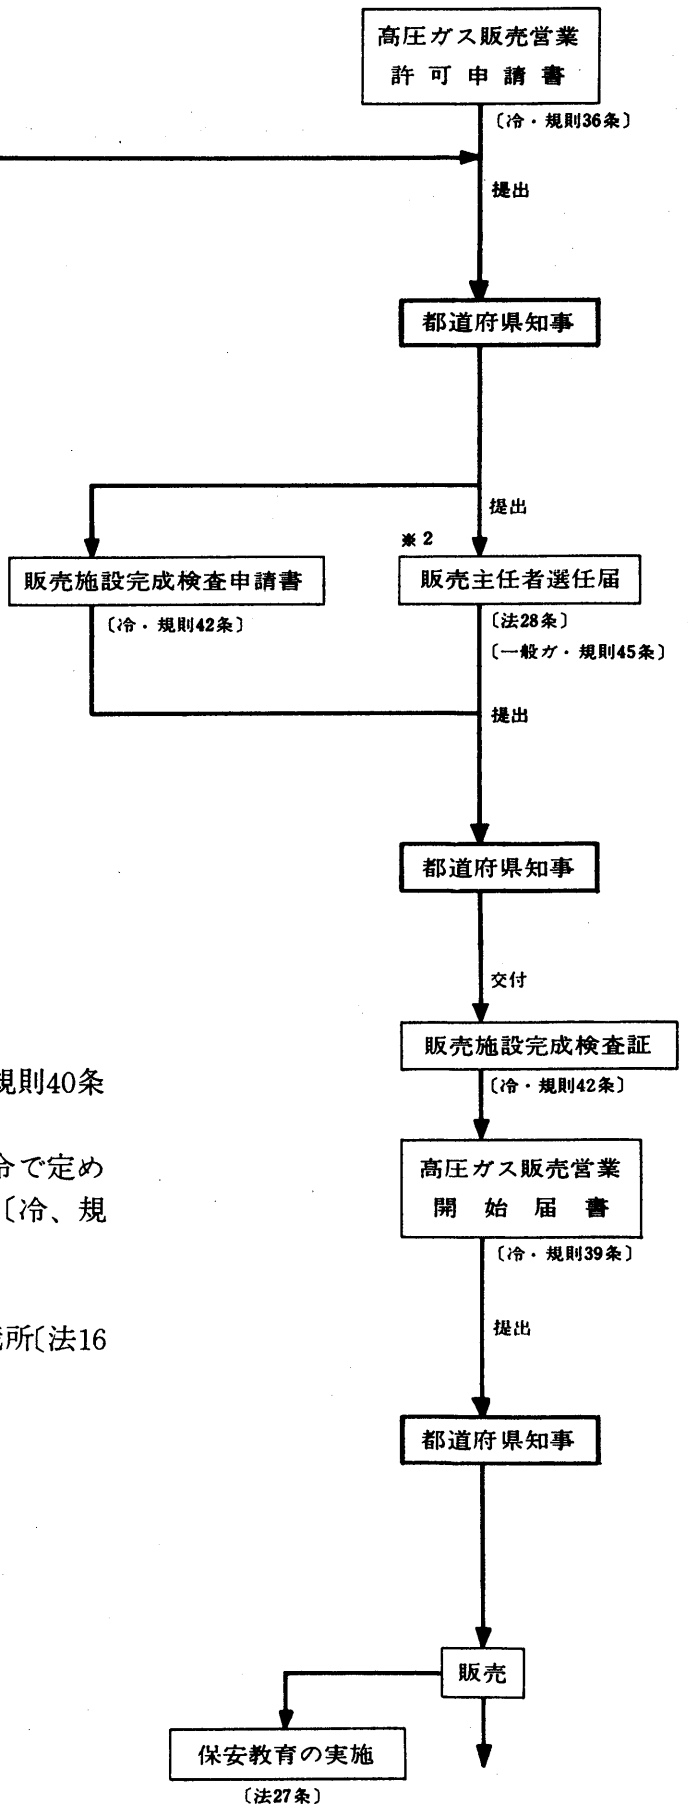 高圧ガス販売営業
許可申請書
〔冷・規則36条〕
提出
都道府県知事
提出
※2
販売施設完成検査申請書
販売主任者選任届
〔冷・規則42条〕
〔法28条〕
〔一般ガ・規則45条〕
提出
都道府県知事
交付
販売施設完成検査証
〔冷・規則42条〕
規則40条
高圧ガス販売営業
開始届書
令で定め
〔冷、規
〔冷・規則39条〕
提出
所〔法16
都道府県知事
販売
保安教育の実施
〔法27条〕